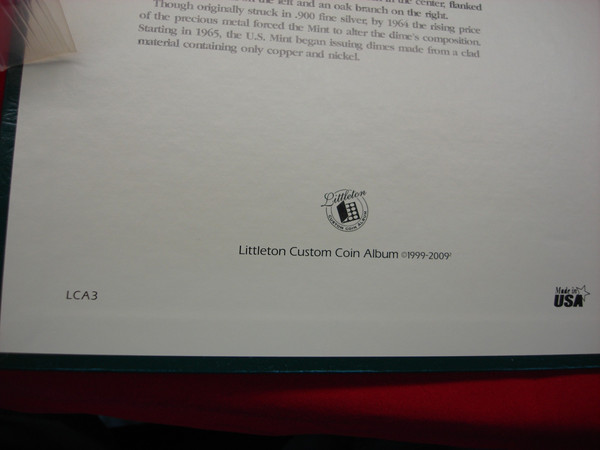 the left and an oak branch on the right.
Though originally struck in .900 fine silver, by 1964 the rising price
of the precious metal forced the Mint to alter the dime's composition.
Starting in 1965, the U.S. Mint began issuing dimes made from a clad
material containing only copper and nickel.
Littleton
CUSTOM COIN ALBUM
Littleton Custom Coin Album ©1999-2009
LCA3
Made in
USA